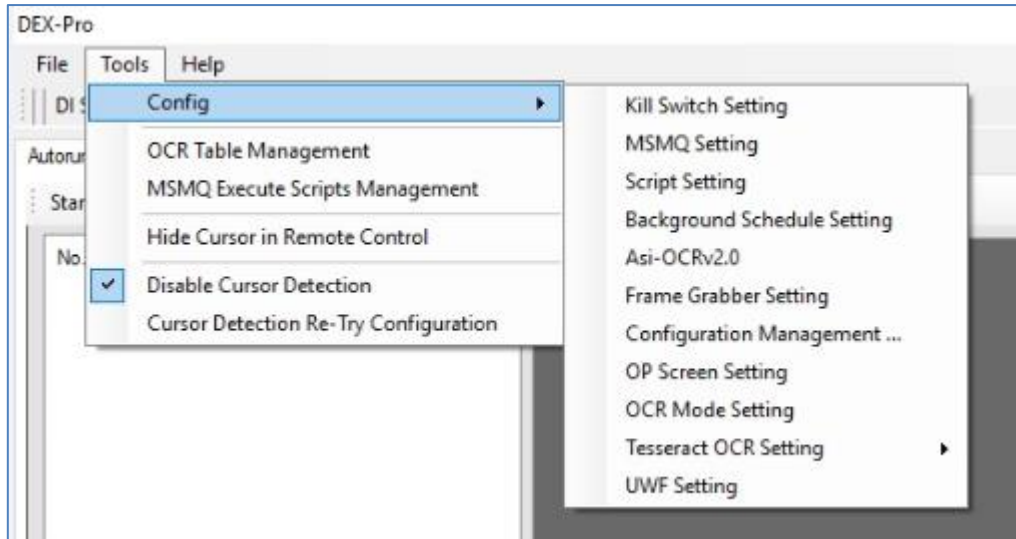 DEX-Pro
File Tools Help
DI S
Config
OCR Table Management
MSMQ Execute Scripts Management
Hide Cursor in Remote Control
Disable Cursor Detection
Cursor Detection Re-Try Configuration
Kill Switch Setting
MSMQ Setting
Script Setting
Background Schedule Setting
Asi-OCRv2.0
Frame Grabber Setting
Configuration Management ...
OP Screen Setting
OCR Mode Setting
Tesseract OCR Setting
UWF Setting
Autorun
Star
No.